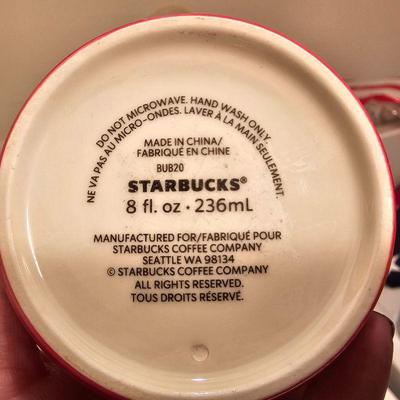 DO NOT MICROWAVE. HAND WASH ONLY.
NE VA PAS AU MICRO-ONDES. LAVER À LA MAIN SEULEMENT.
MADE IN CHINA/
FABRIQUÉ EN CHINE
BUB20
STARBUCKS®
8 fl. oz · 236mL
MANUFACTURED FOR/FABRIQUÉ POUR
STARBUCKS COFFEE COMPANY
SEATTLE WA 98134
© STARBUCKS COFFEE COMPANY
ALL RIGHTS RESERVED.
TOUS DROITS RÉSERVÉ.